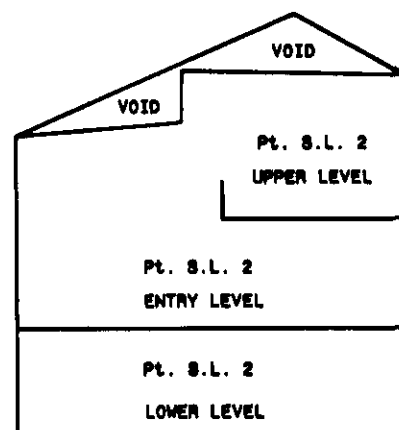 VOID
VOID
Pt. S.L. 2
UPPER LEVEL
Pt. S.L. 2
ENTRY LEVEL
Pt. S.L. 2
LOWER LEVEL